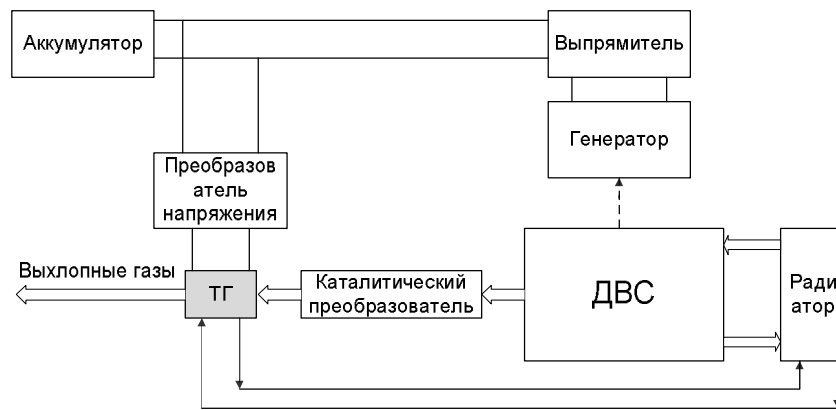 Аккумулятор
Выпрямитель
Генератор
Преобразов
атель
напряжения
Выхлопные газы
ТГ
Каталитический
преобразователь
ДВС
Ради
атор